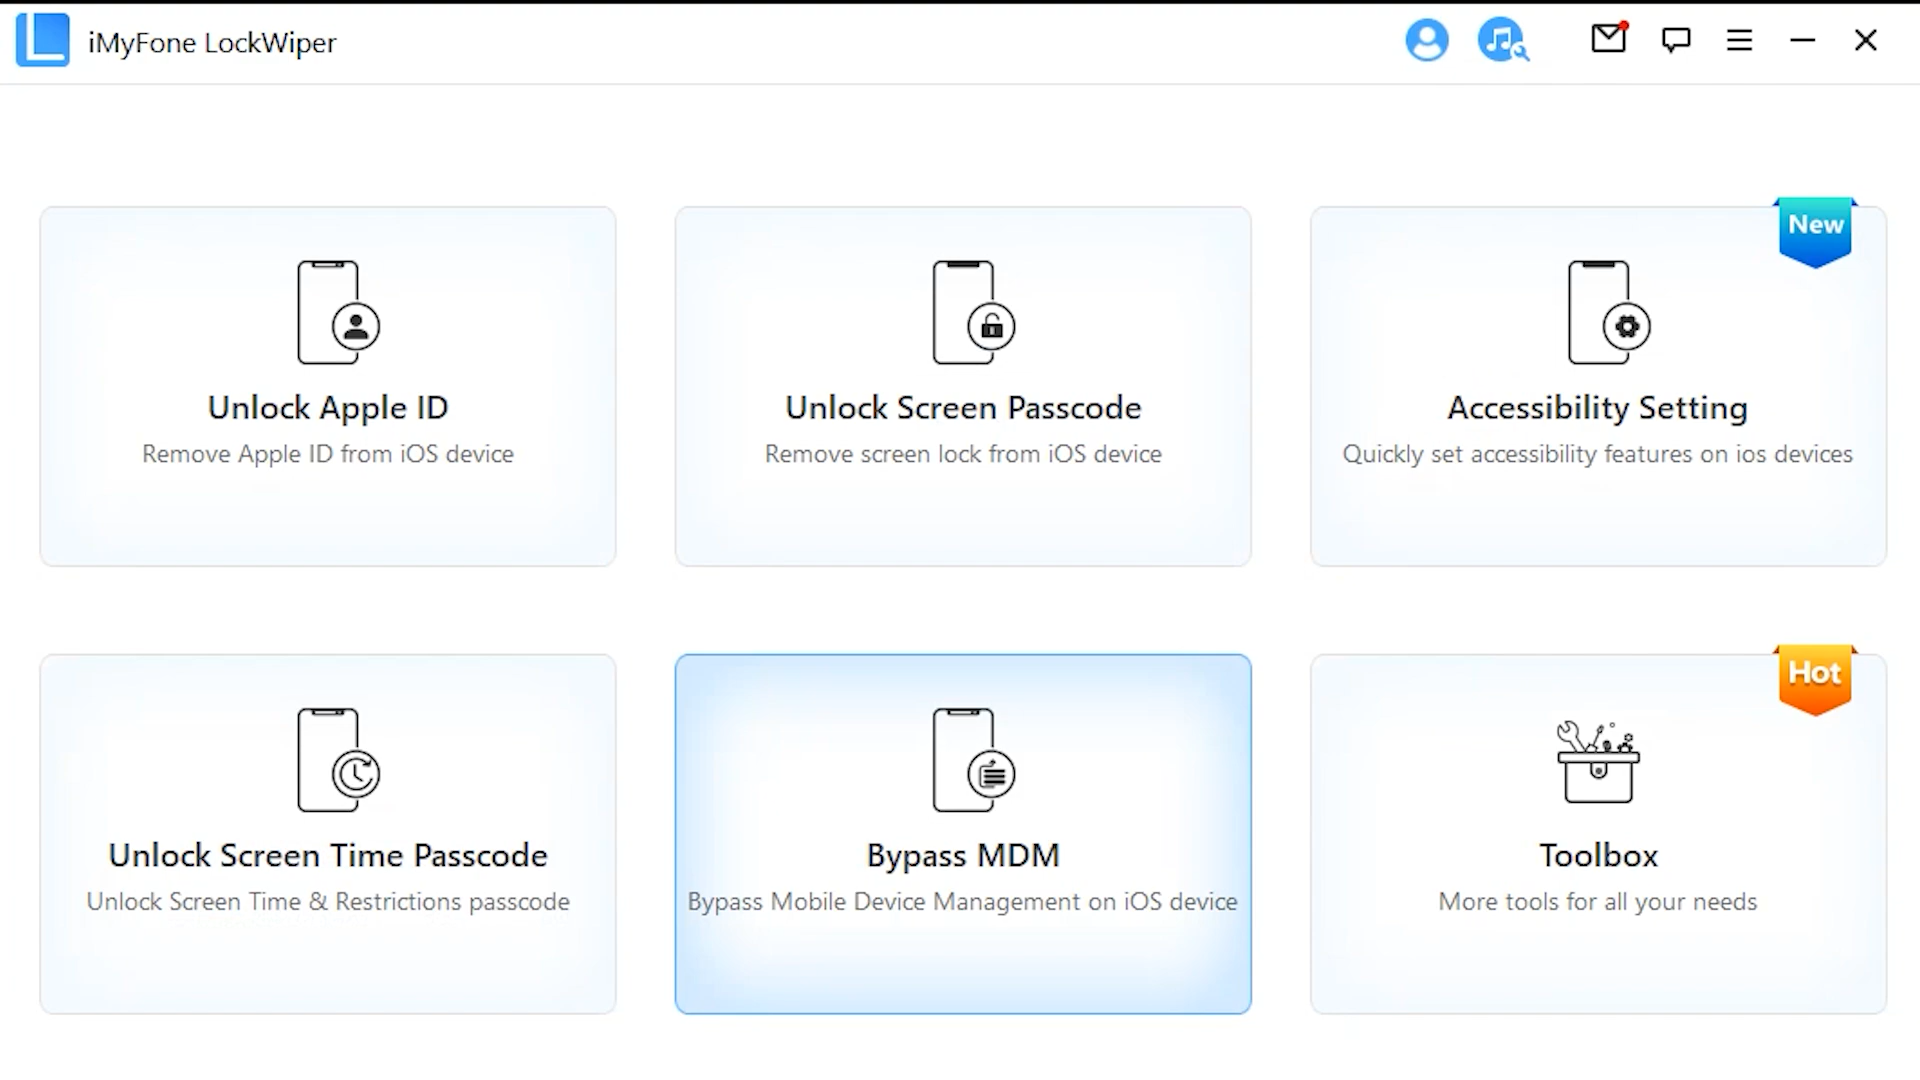 iMyFone LockWiper
New
Unlock Apple ID
Remove Apple ID from iOS device
Unlock Screen Passcode
Remove screen lock from iOS device
Accessibility Setting
Quickly set accessibility features on ios devices
Hot
Unlock Screen Time Passcode
Unlock Screen Time & Restrictions passcode
Bypass MDM
Bypass Mobile Device Management on iOS device
Toolbox
More tools for all your needs